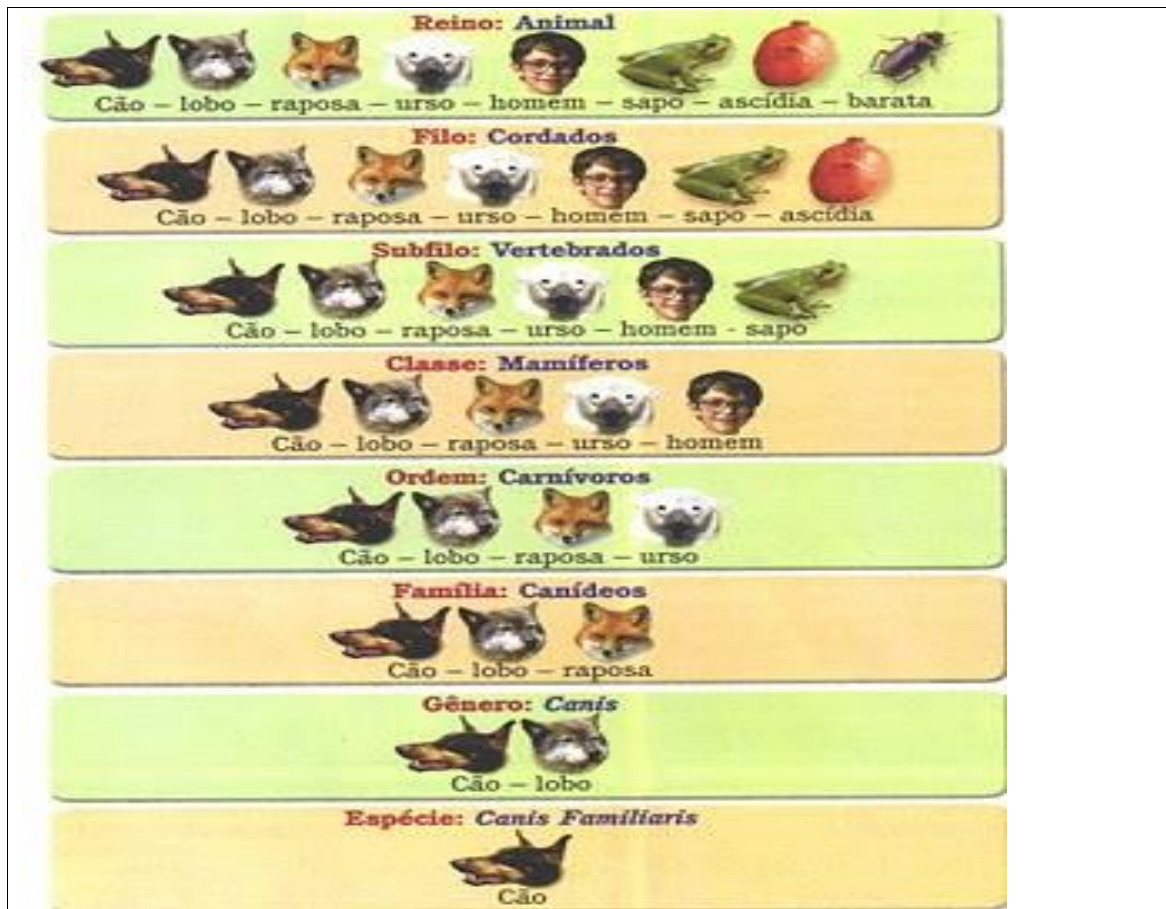 Reino: Animal
Cão – lobo – raposa – urso – homem – sapo – ascídia – barata
Filo: Cordados
Cão – lobo – raposa – urso – homem – sapo – ascídia
Subfilo: Vertebrados
Cão – lobo – raposa – urso – homem - sapo
Classe: Mamíferos
Cão – lobo – raposa – urso – homem
Ordem: Carnívoros
Cão – lobo – raposa – urso
Família: Canídeos
Cão – lobo – raposa
Gênero: Canis
Cão – lobo
Espécie: Canis Familiaris
Cão